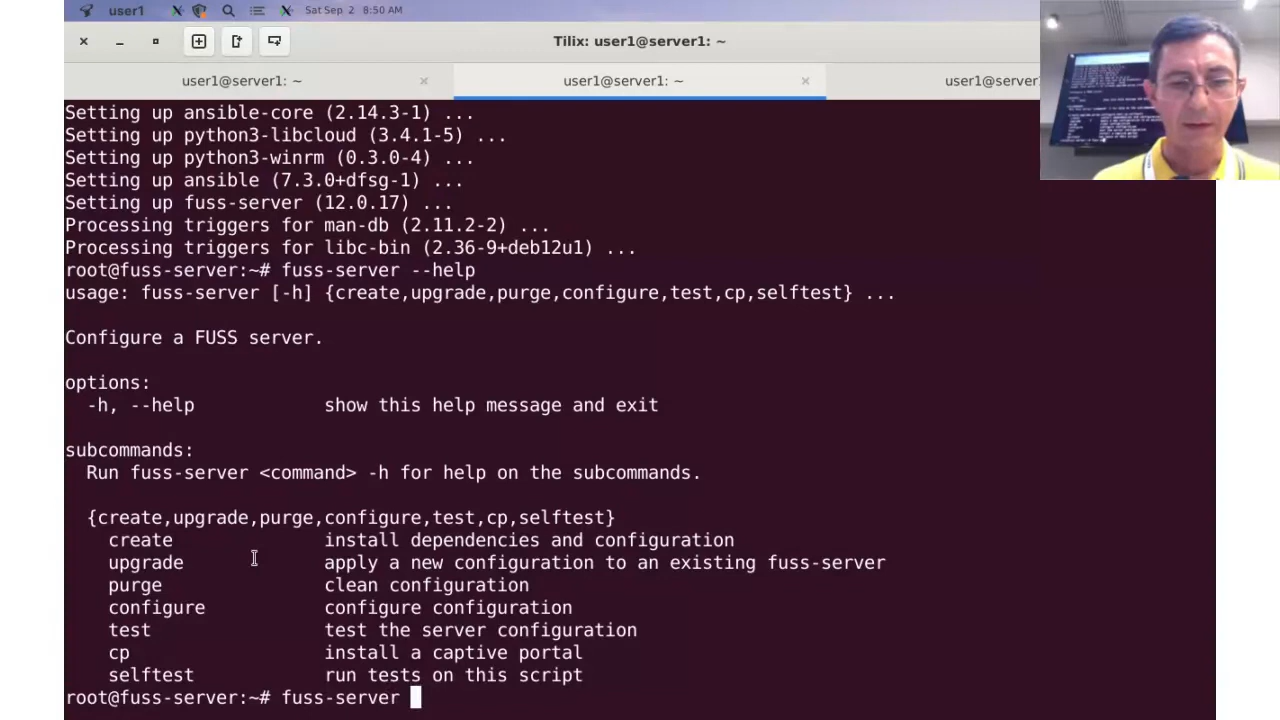 user1 Sat Sep 2 8:50 AM
Tilix: user1@server1: ~
user1@server1: ~
user1@server1: ~
user1@server1:
Setting up ansible-core (2.14.3-1) ...
Setting up python3-libcloud (3.4.1-5) ...
Setting up python3-winrm (0.3.0-4) ...
Setting up ansible (7.3.0+dfsg-1) ...
Setting up fuss-server (12.0.17) ...
Processing triggers for man-db (2.11.2-2) ...
Processing triggers for libc-bin (2.36-9+deb12u1) ...
root@fuss-server:~# fuss-server --help
usage: fuss-server [-h] {create,upgrade,purge,configure,test,cp,selftest} ...
Configure a FUSS server.
options:
-h, --help show this help message and exit
subcommands:
Run fuss-server <command> -h for help on the subcommands.
{create,upgrade,purge,configure,test,cp,selftest}
create install dependencies and configuration
upgrade apply a new configuration to an existing fuss-server
purge clean configuration
configure configure configuration
test test the server configuration
cp install a captive portal
selftest run tests on this script
root@fuss-server:~# fuss-server